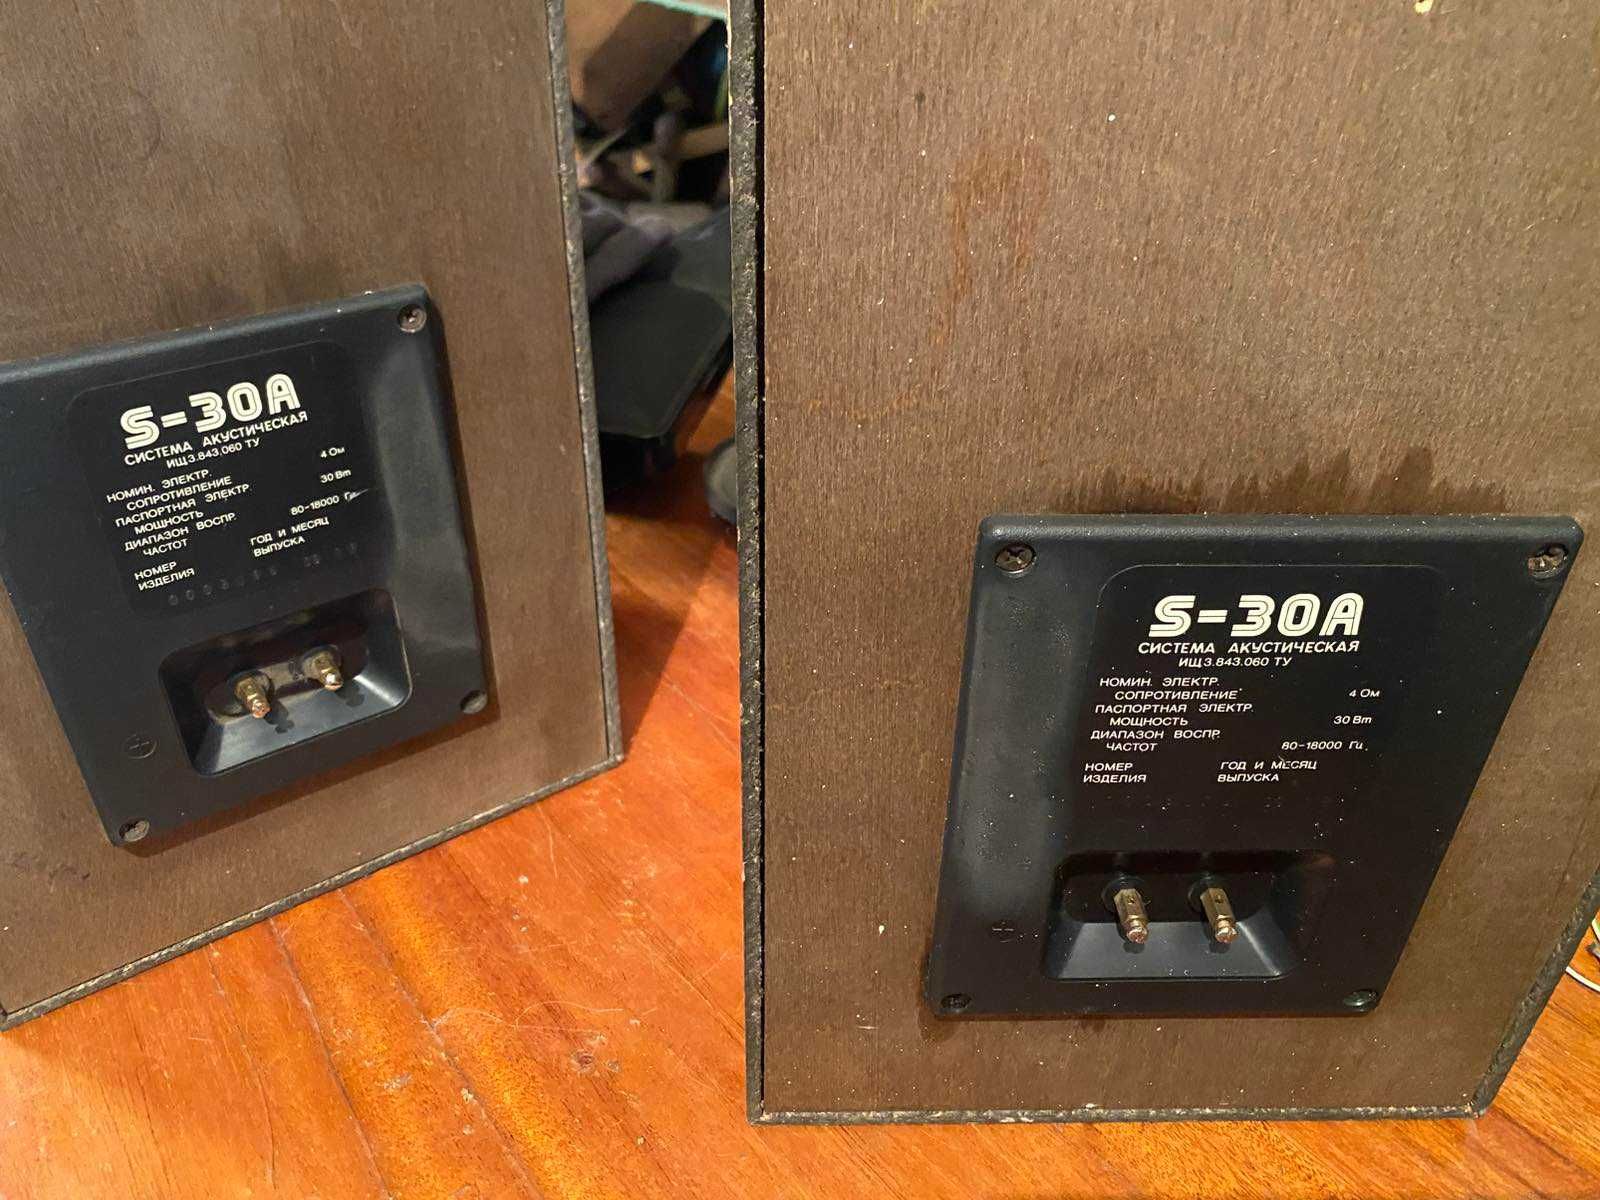 S-30A
СИСТЕМА АКУСТИЧЕСКАЯ
ИЩ3.843.060 ТУ
НОМИН. ЭЛЕКТР.
СОПРОТИВЛЕНИЕ 4 Ом
ПАСПОРТНАЯ ЭЛЕКТР.
МОЩНОСТЬ 30 Вт
ДИАПАЗОН ВОСПР.
ЧАСТОТ 80-18000 Гц
НОМЕР ГОД И МЕСЯЦ
ИЗДЕЛИЯ ВЫПУСКА
+
S-30A
СИСТЕМА АКУСТИЧЕСКАЯ
ИЩ3.843.060 ТУ
НОМИН. ЭЛЕКТР.
СОПРОТИВЛЕНИЕ 4 Ом
ПАСПОРТНАЯ ЭЛЕКТР.
МОЩНОСТЬ 30 Вт
ДИАПАЗОН ВОСПР.
ЧАСТОТ 80-18000 Гц
НОМЕР ГОД И МЕСЯЦ
ИЗДЕЛИЯ ВЫПУСКА
+